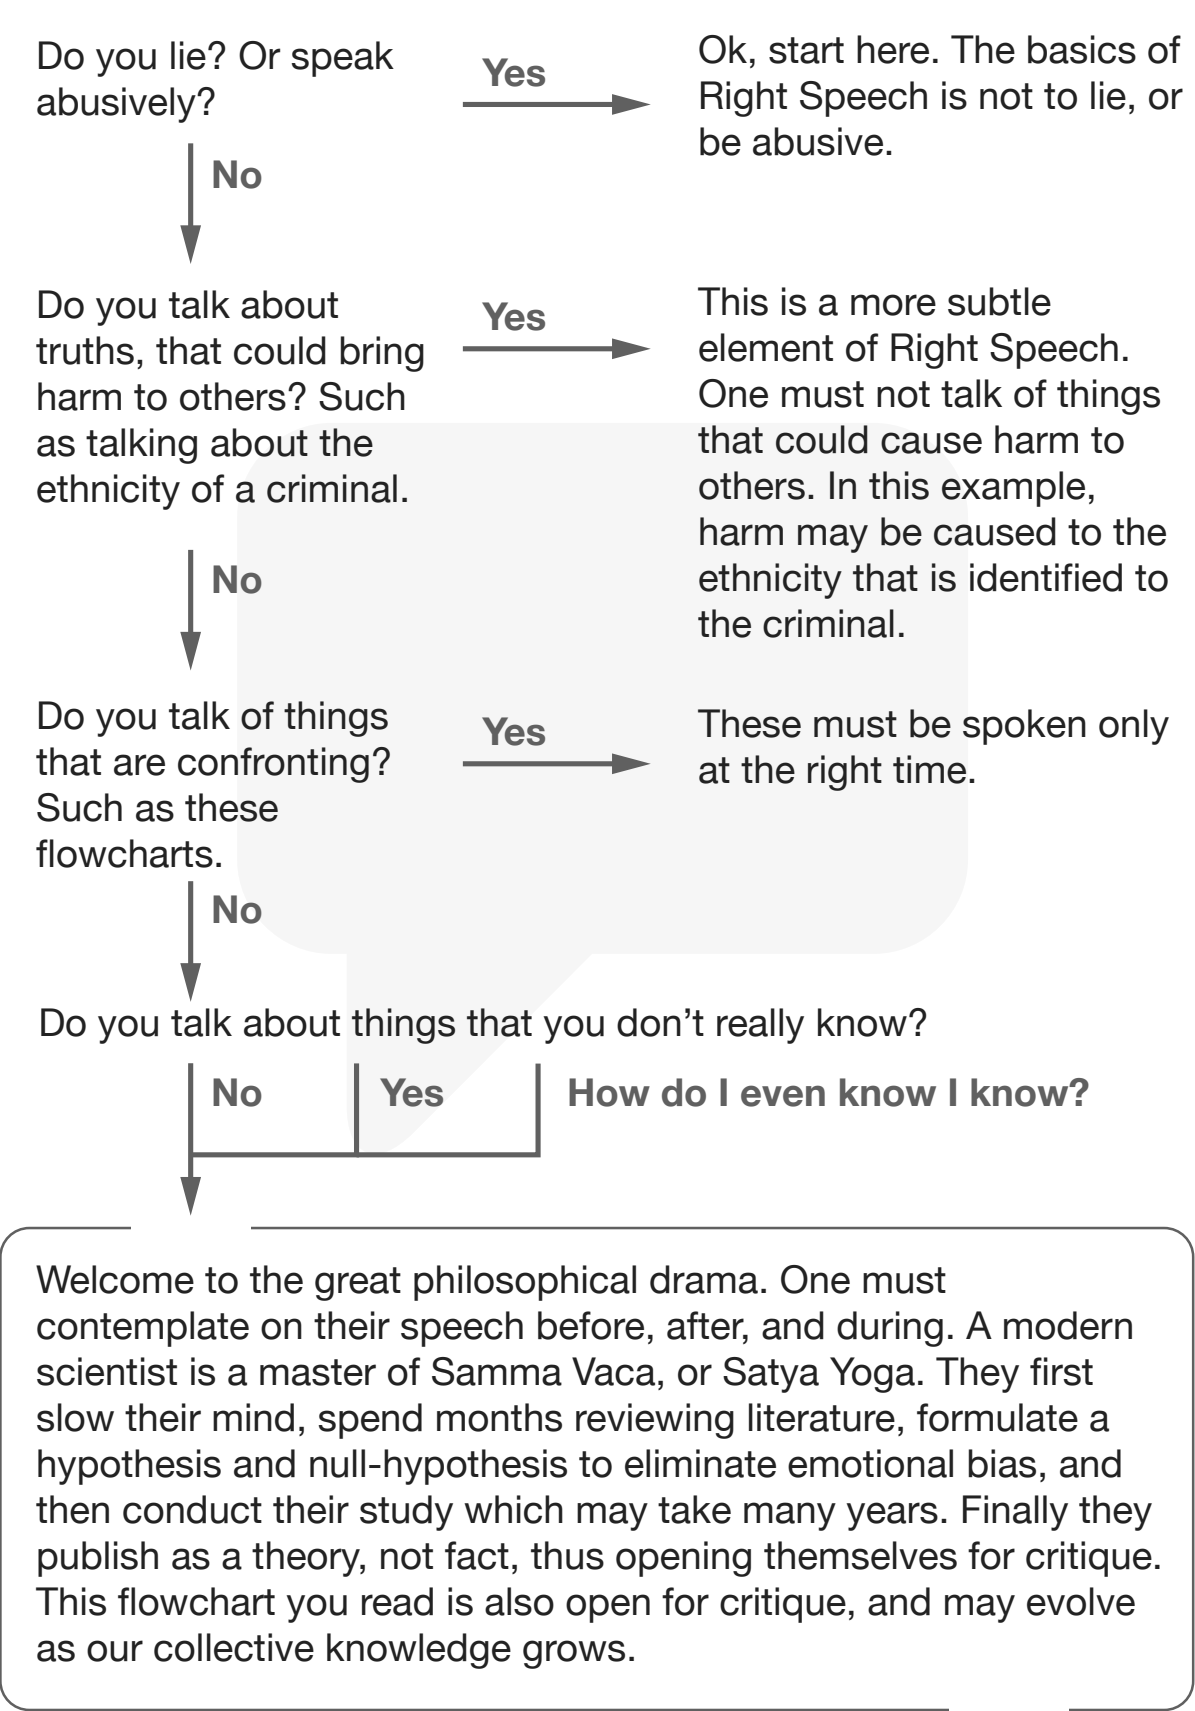 Do you lie? Or speak
abusively?
Yes
Ok, start here. The basics of
Right Speech is not to lie, or
be abusive.
No
Do you talk about
truths, that could bring
harm to others? Such
as talking about the
ethnicity of a criminal.
Yes
This is a more subtle
element of Right Speech.
One must not talk of things
that could cause harm to
others. In this example,
harm may be caused to the
ethnicity that is identified to
the criminal.
No
Do you talk of things
that are confronting?
Such as these
flowcharts.
Yes
These must be spoken only
at the right time.
No
Do you talk about things that you don’t really know?
No
Yes
How do I even know I know?
Welcome to the great philosophical drama. One must
contemplate on their speech before, after, and during. A modern
scientist is a master of Samma Vaca, or Satya Yoga. They first
slow their mind, spend months reviewing literature, formulate a
hypothesis and null-hypothesis to eliminate emotional bias, and
then conduct their study which may take many years. Finally they
publish as a theory, not fact, thus opening themselves for critique.
This flowchart you read is also open for critique, and may evolve
as our collective knowledge grows.